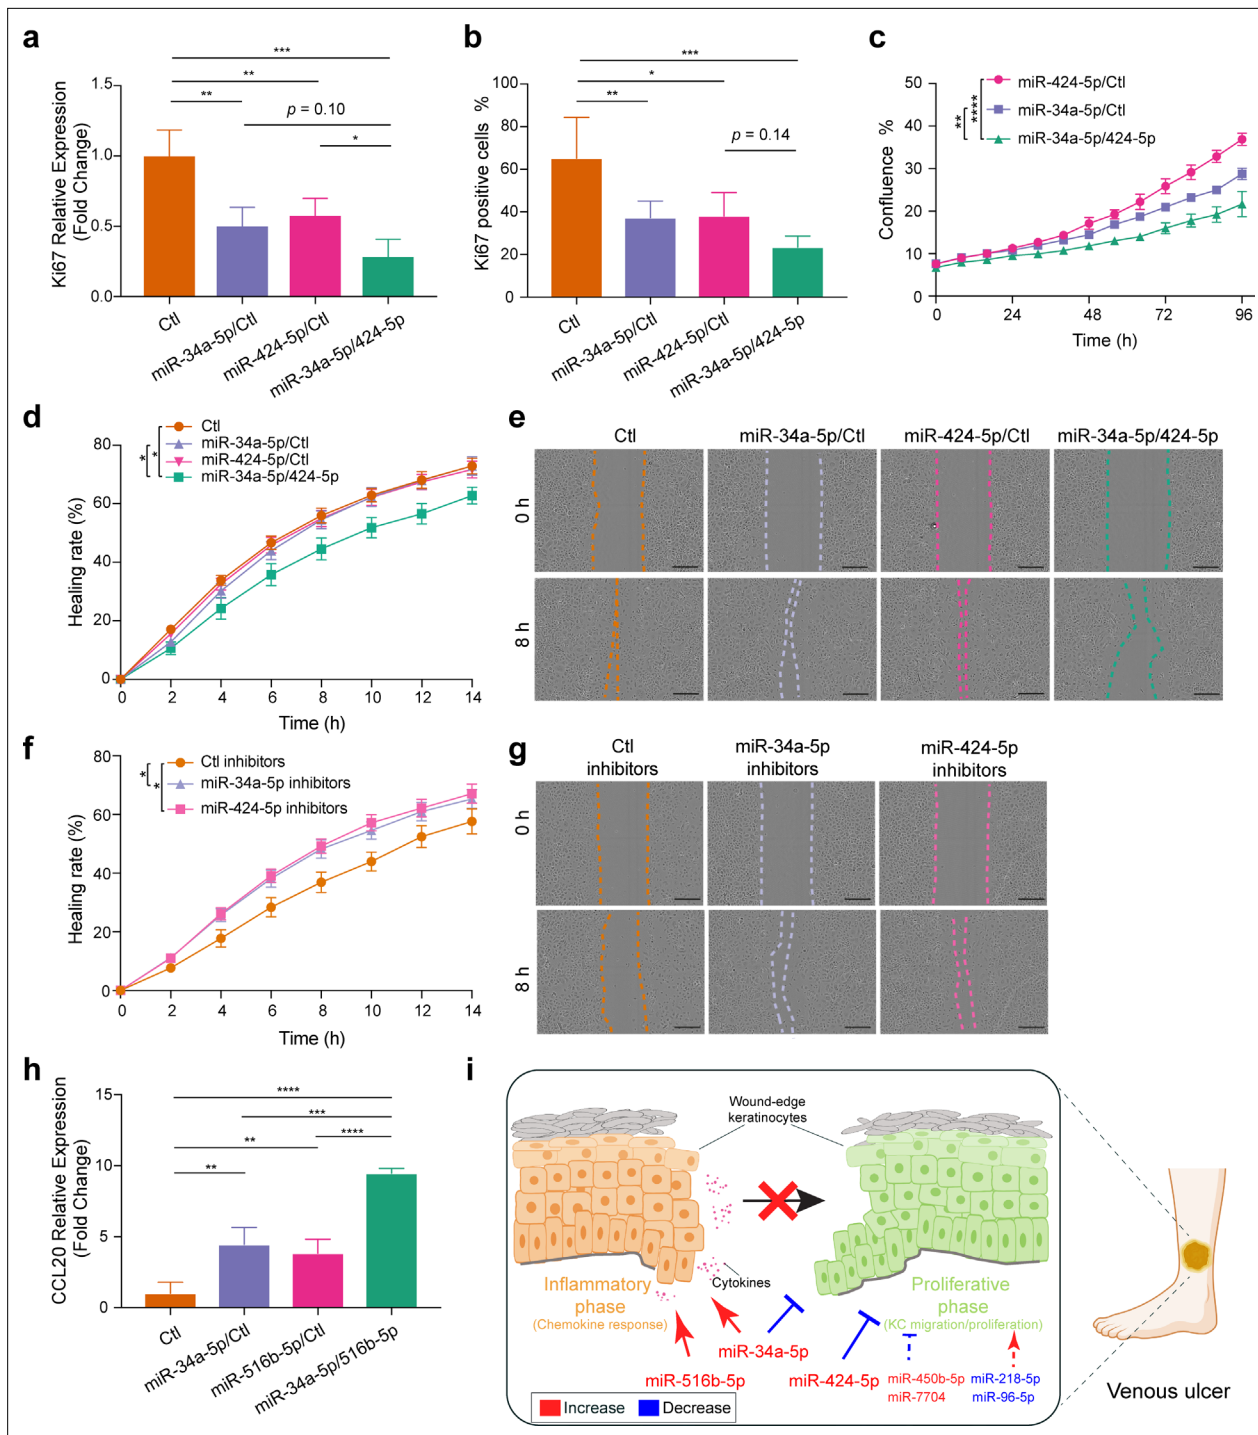 a
***
**
**
p = 0.10
*
Ki67 Relative Expression
(Fold Change)
1.5
1.0
0.5
0.0
Ctl
miR-34a-5p/Ctl
miR-424-5p/Ctl
miR-34a-5p/424-5p
b
***
*
**
p = 0.14
Ki67 positive cells %
100
80
60
40
20
0
Ctl
miR-34a-5p/Ctl
miR-424-5p/Ctl
miR-34a-5p/424-5p
c
Confluence %
50
40
30
20
10
0
**
****
miR-424-5p/Ctl
miR-34a-5p/Ctl
miR-34a-5p/424-5p
0 24 48 72 96
Time (h)
d
Healing rate (%)
80
60
40
20
0
*
*
Ctl
miR-34a-5p/Ctl
miR-424-5p/Ctl
miR-34a-5p/424-5p
0 2 4 6 8 10 12 14
Time (h)
e
Ctl
miR-34a-5p/Ctl
miR-424-5p/Ctl
miR-34a-5p/424-5p
0 h
8 h
f
Healing rate (%)
80
60
40
20
0
*
*
Ctl inhibitors
miR-34a-5p inhibitors
miR-424-5p inhibitors
0 2 4 6 8 10 12 14
Time (h)
g
Ctl
inhibitors
miR-34a-5p
inhibitors
miR-424-5p
inhibitors
0 h
8 h
h
****
***
**
****
**
CCL20 Relative Expression
(Fold Change)
15
10
5
0
Ctl
miR-34a-5p/Ctl
miR-516b-5p/Ctl
miR-34a-5p/516b-5p
i
Wound-edge
keratinocytes
Cytokines
Inflammatory
phase
(Chemokine response)
Proliferative
phase
(KC migration/proliferation)
miR-34a-5p
miR-516b-5p
miR-424-5p
miR-450b-5p
miR-7704
miR-218-5p
miR-96-5p
Increase
Decrease
Venous ulcer